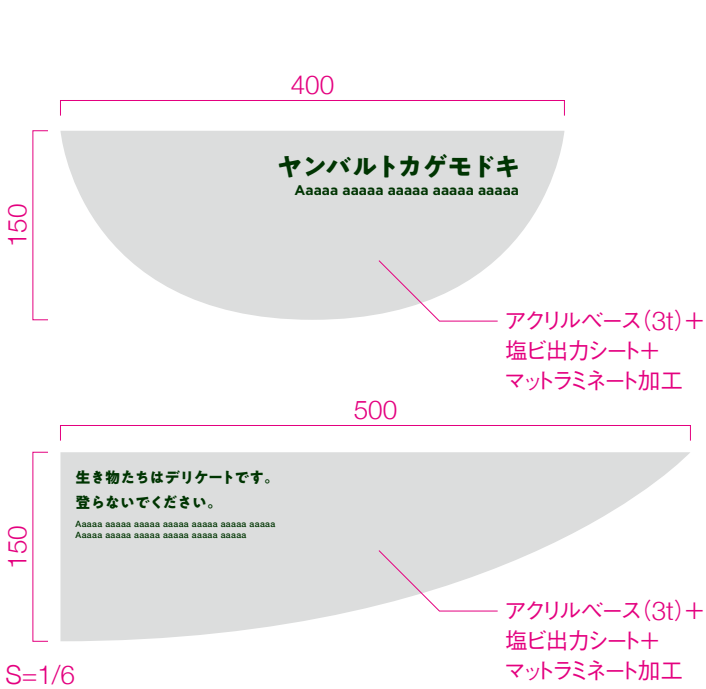 400
150
ヤンバルトカゲモドキ
Aaaaa aaaaa aaaaa aaaaa aaaaa
アクリルベース(3t)＋
塩ビ出力シート＋
マットラミネート加工
500
150
生き物たちはデリケートです。
登らないでください。
Aaaaa aaaaa aaaaa aaaaa aaaaa aaaaa aaaaa
Aaaaa aaaaa aaaaa aaaaa aaaaa aaaaa
アクリルベース(3t)＋
塩ビ出力シート＋
マットラミネート加工
S=1/6